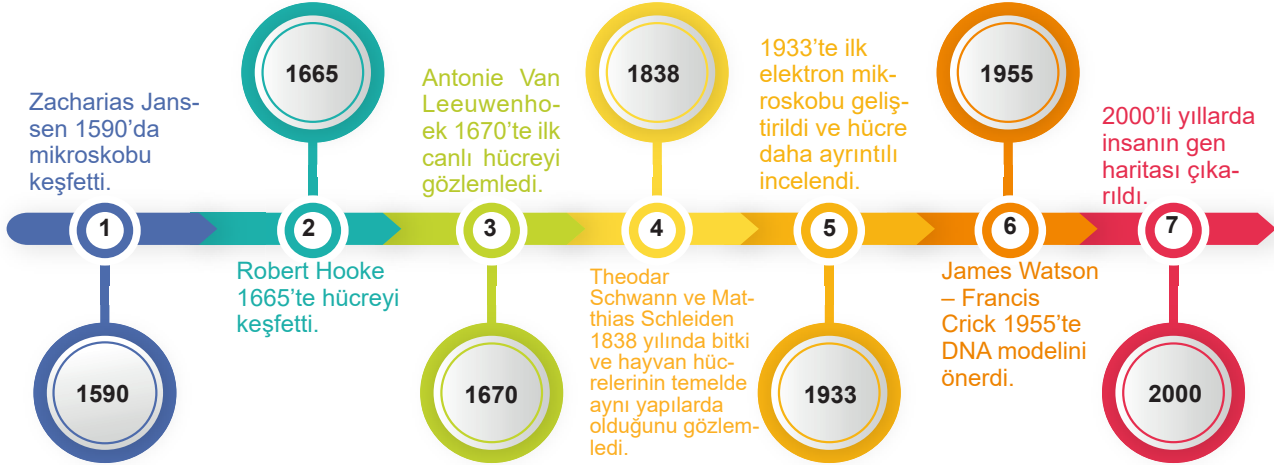 Zacharias Jans-
sen 1590’da
mikroskobu
keşfetti.
1
1590
1665
2
Robert Hooke
1665’te hücreyi
keşfetti.
Antonie Van
Leeuwenho-
ek 1670’te ilk
canlı hücreyi
gözlemledi.
3
1670
1838
4
Theodar
Schwann ve Mat-
thias Schleiden
1838 yılında bitki
ve hayvan hüc-
relerinin temelde
aynı yapılarda
olduğunu gözlem-
ledi.
1933’te ilk
elektron mik-
roskobu geliş-
tirildi ve hücre
daha ayrıntılı
incelendi.
5
1933
1955
6
James Watson
– Francis
Crick 1955’te
DNA modelini
önerdi.
2000’li yıllarda
insanın gen
haritası çıka-
rıldı.
7
2000